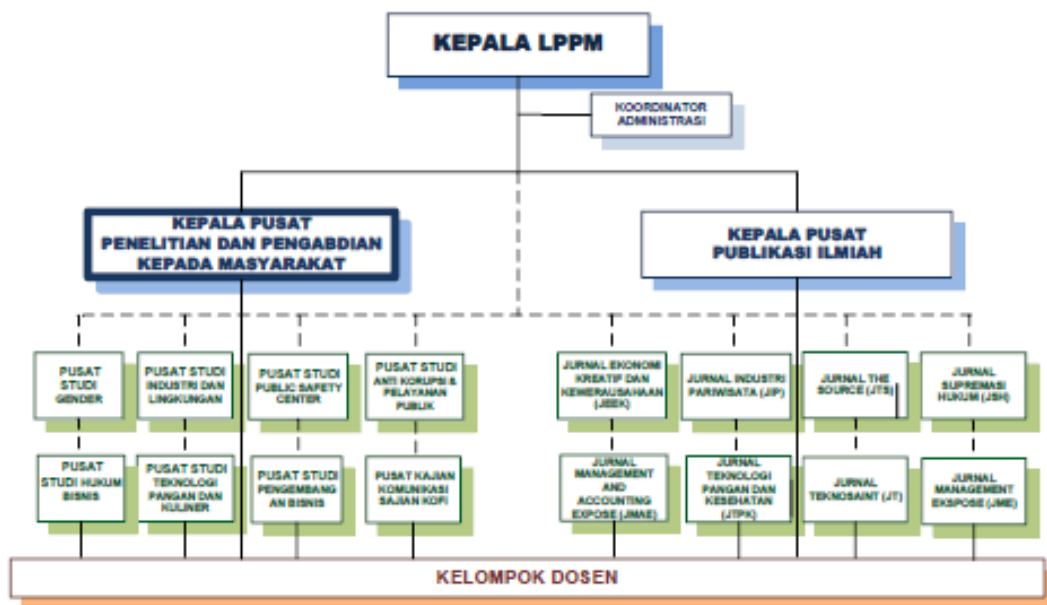 KEPALA LPPM
KOORDINATOR
ADMINISTRASI
KEPALA PUSAT
PENELITIAN DAN PENGABDIAN
KEPADA MASYARAKAT
KEPALA PUSAT
PUBLIKASI ILMIAH
PUSAT
STUDI
GENDER
PUSAT STUDI
INDUSTRI DAN
LINGKUNGAN
PUSAT STUDI
PUBLIC SAFETY
CENTER
PUSAT STUDI
ANTI KORUPSI &
PELAYANAN
PUBLIK
JURNAL EKONOMI
KREATIF DAN
KEWERAUSAHAAN
(JEEK)
JURNAL INDUSTRI
PARIWISATA (JIP)
JURNAL THE
SOURCE (JTS)
JURNAL
SUPREMASI
HUKUM (JSH)
PUSAT
STUDI HUKUM
BISNIS
PUSAT STUDI
TEKNOLOGI
PANGAN DAN
KULINER
PUSAT STUDI
PENGEMBANG
AN BISNIS
PUSAT KAJIAN
KOMUNIKASI
SAJIAN KOFI
JURNAL
MANAGEMENT
AND
ACCOUNTING
EXPOSE (JMAE)
JURNAL
TEKNOLOGI
PANGAN DAN
KESEHATAN
(JTPK)
JURNAL
TEKNOSAINT (JT)
JURNAL
MANAGEMENT
EKSPOSE (JME)
KELOMPOK DOSEN